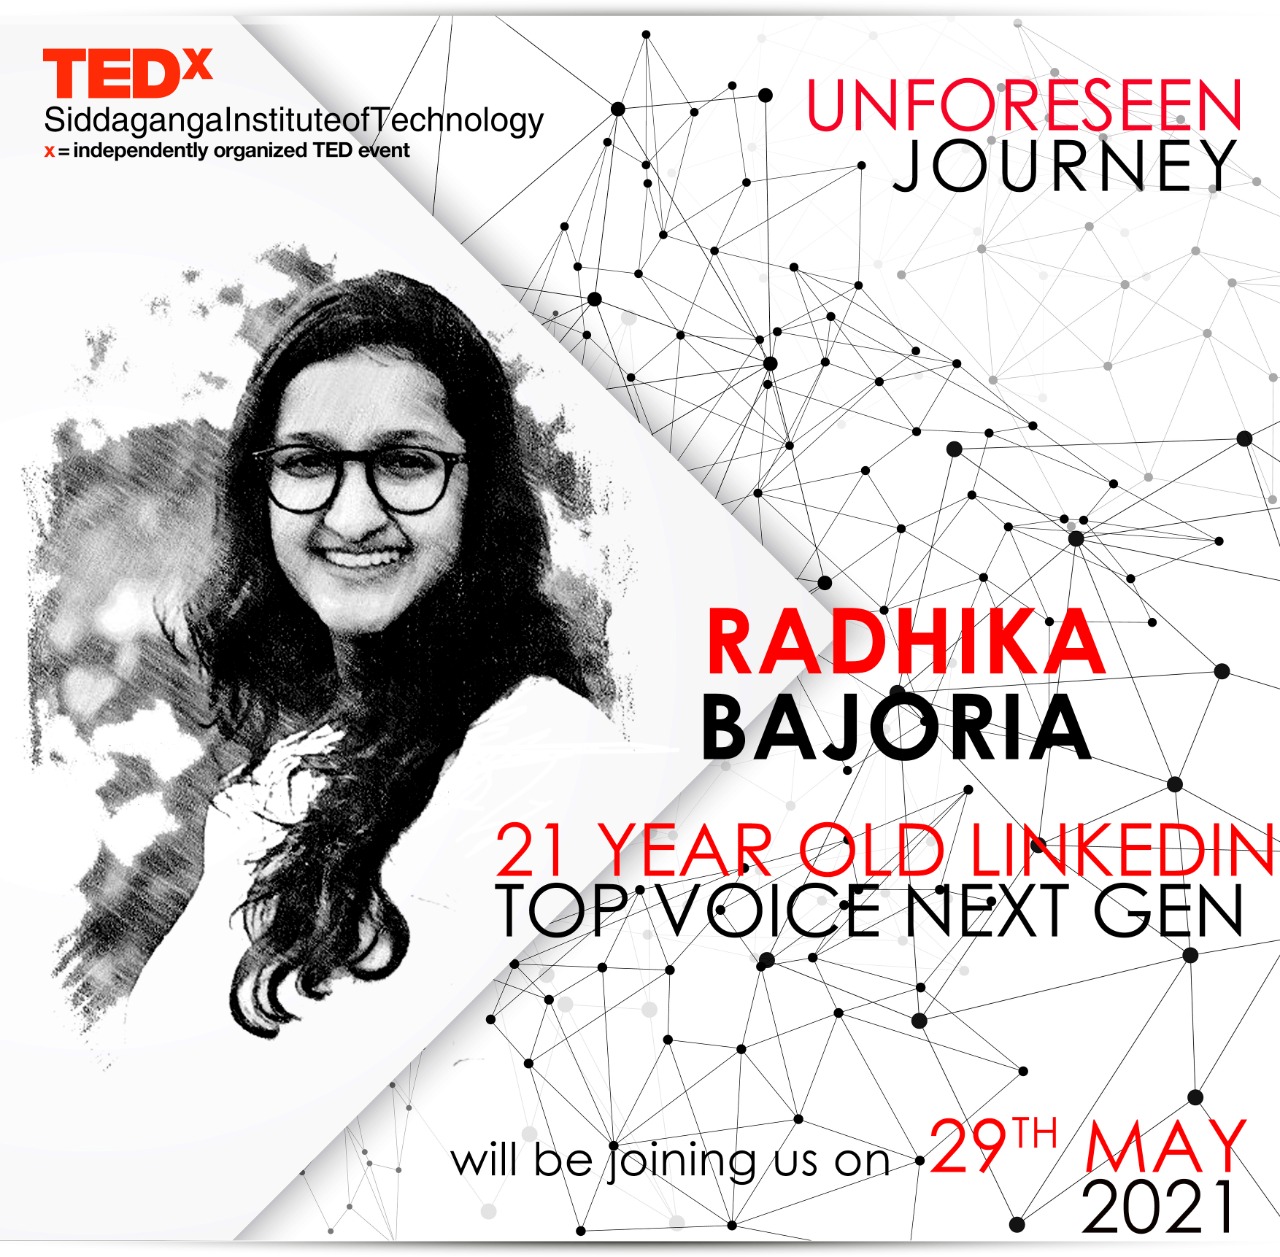 TEDx
SiddagangaInstituteofTechnology
x = independently organized TED event
UNFORESEEN
JOURNEY
RADHIKA
BAJORIA
21 YEAR OLD LINKEDIN
TOP VOICE NEXT GEN
will be joining us on 29TH MAY
2021